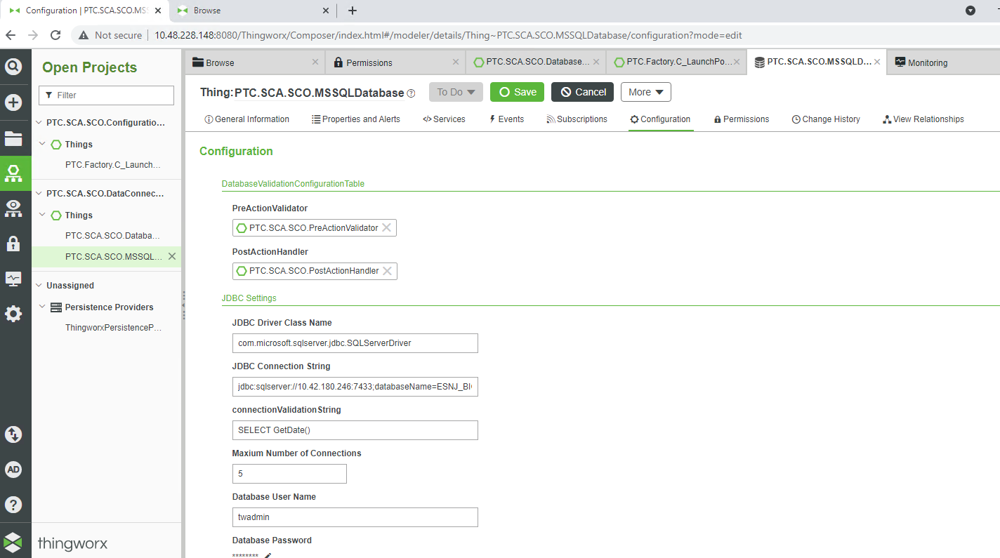 Configuration | PTC.SCA.SCO.MSS
Browse
Not secure
10.48.228.148:8080/Thingworx/Composer/index.html#/modeler/details/Thing~PTC.SCA.SCO.MSSQLDatabase/configuration?mode=edit
Open Projects
Filter
PTC.SCA.SCO.Configuratio...
Things
PTC.Factory.C_Launch...
PTC.SCA.SCO.DataConnec...
Things
PTC.SCA.SCO.Databa...
PTC.SCA.SCO.MSSQL...
Unassigned
Persistence Providers
ThingworxPersistenceP...
AD
?
thingworx
Browse
Permissions
PTC.SCA.SCO.Database...
PTC.Factory.C_LaunchPo...
PTC.SCA.SCO.MSSQLD...
Monitoring
Thing:PTC.SCA.SCO.MSSQLDatabase ?
To Do
Save
Cancel
More
General Information
Properties and Alerts
Services
Events
Subscriptions
Configuration
Permissions
Change History
View Relationships
Configuration
DatabaseValidationConfigurationTable
PreActionValidator
PTC.SCA.SCO.PreActionValidator
PostActionHandler
PTC.SCA.SCO.PostActionHandler
JDBC Settings
JDBC Driver Class Name
com.microsoft.sqlserver.jdbc.SQLServerDriver
JDBC Connection String
jdbc:sqlserver://10.42.180.246:7433;databaseName=ESNJ_BI
connectionValidationString
SELECT GetDate()
Maxium Number of Connections
5
Database User Name
twadmin
Database Password
********